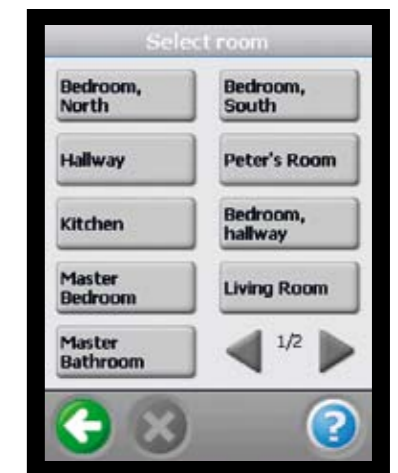 Select room
Bedroom,
North
Bedroom,
South
Hallway
Peter's Room
Kitchen
Bedroom,
hallway
Master
Bedroom
Living Room
Master
Bathroom
1/2
?